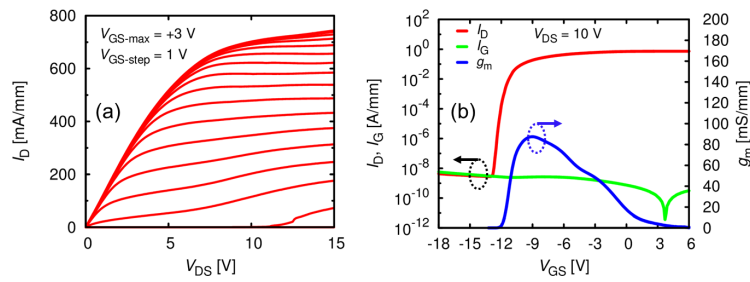 800
600
400
200
0
I_D [mA/mm]
V_GS-max = +3 V
V_GS-step = 1 V
(a)
0 5 10 15
V_DS [V]
10^2
10^0
10^-2
10^-4
10^-6
10^-8
10^-10
10^-12
I_D, I_G [A/mm]
I_D
I_G
g_m
V_DS = 10 V
(b)
-18 -15 -12 -9 -6 -3 0 3 6
V_GS [V]
200
180
160
140
120
100
80
60
40
20
0
g_m [mS/mm]